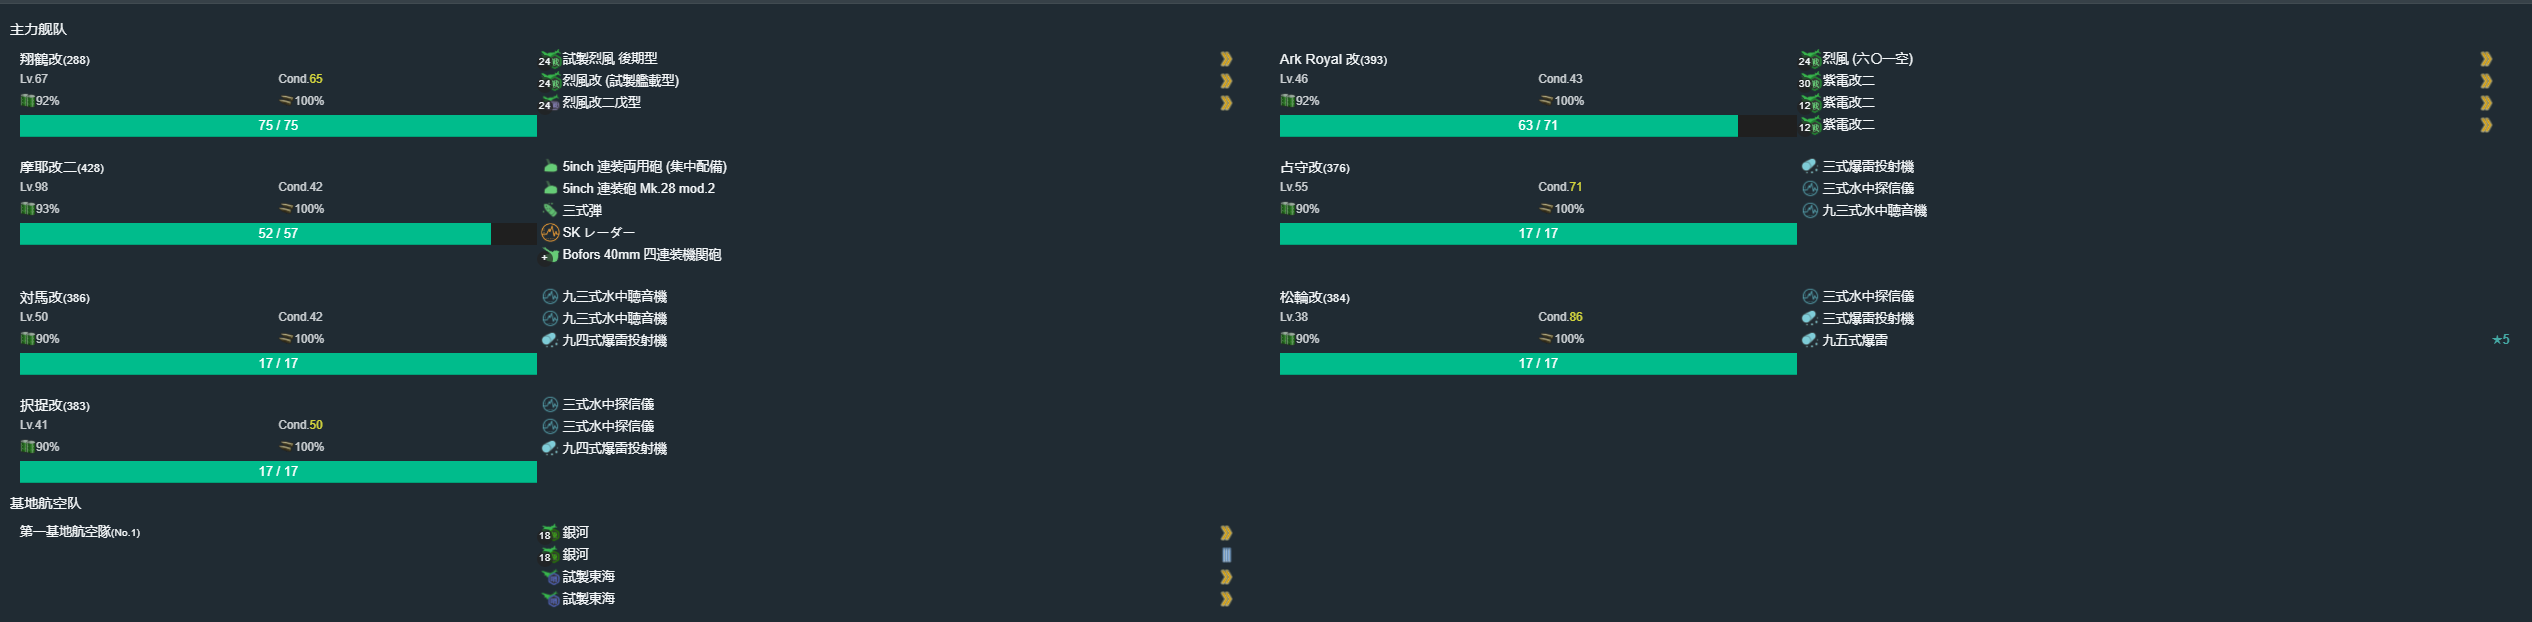 主力舰队
翔鶴改(288)
Lv.67 Cond.65
92% 100%
75 / 75
24 試製烈風 後期型
24 烈風改 (試製艦載型)
24 烈風改二戊型
Ark Royal 改(393)
Lv.46 Cond.43
92% 100%
63 / 71
24 烈風 (六〇一空)
30 紫電改二
12 紫電改二
12 紫電改二
摩耶改二(428)
Lv.98 Cond.42
93% 100%
52 / 57
5inch 連装両用砲 (集中配備)
5inch 連装砲 Mk.28 mod.2
三式弾
SK レーダー
+ Bofors 40mm 四連装機関砲
占守改(376)
Lv.55 Cond.71
90% 100%
17 / 17
三式爆雷投射機
三式水中探信儀
九三式水中聴音機
対馬改(386)
Lv.50 Cond.42
90% 100%
17 / 17
九三式水中聴音機
九三式水中聴音機
九四式爆雷投射機
松輪改(384)
Lv.38 Cond.86
90% 100%
17 / 17
三式水中探信儀
三式爆雷投射機
九五式爆雷 ★5
択捉改(383)
Lv.41 Cond.50
90% 100%
17 / 17
三式水中探信儀
三式水中探信儀
九四式爆雷投射機
基地航空队
第一基地航空隊(No.1)
18 銀河
18 銀河
試製東海
試製東海